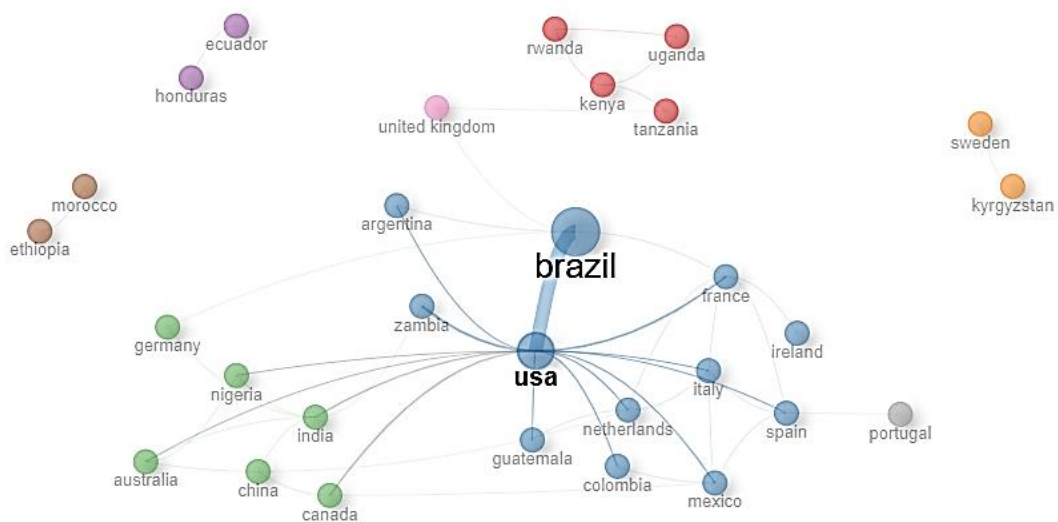 ecuador
honduras
rwanda
uganda
kenya
united kingdom
tanzania
sweden
kyrgyzstan
morocco
ethiopia
argentina
brazil
zambia
france
germany
ireland
usa
nigeria
italy
india
netherlands
spain
portugal
guatemala
australia
china
colombia
mexico
canada